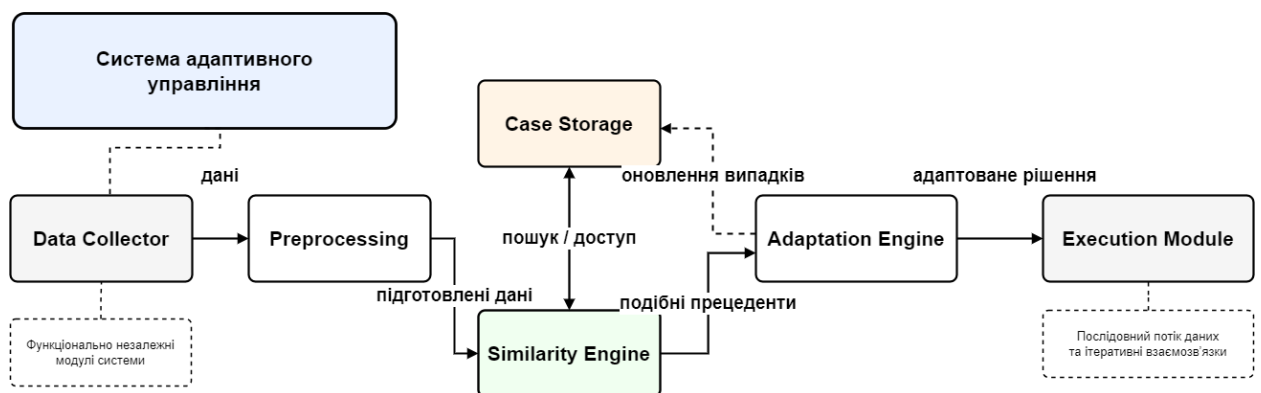 Система адаптивного
управління
Case Storage
дані
оновлення випадків
адаптоване рішення
Data Collector
Preprocessing
пошук / доступ
Adaptation Engine
Execution Module
підготовлені дані
подібні прецеденти
Функціонально незалежні
модулі системи
Similarity Engine
Послідовний потік даних
та ітеративні взаємозв'язки